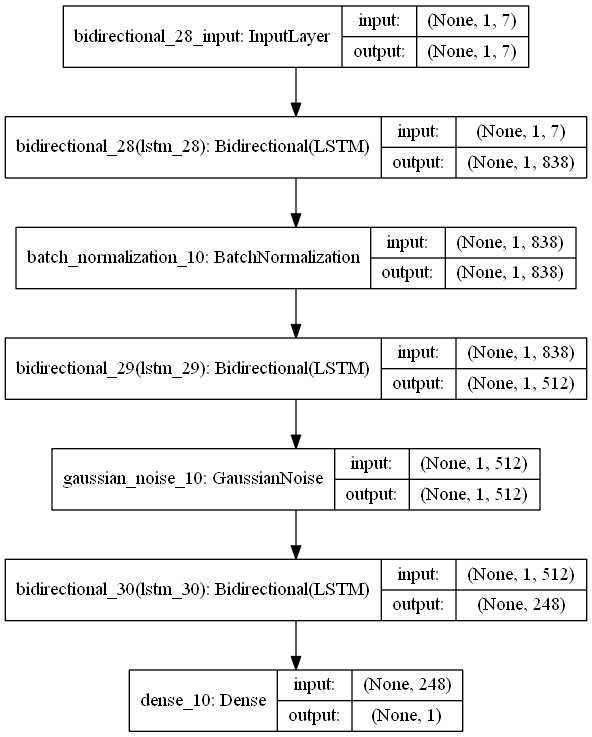 bidirectional_28_input: InputLayer
input: (None, 1, 7)
output: (None, 1, 7)
bidirectional_28(lstm_28): Bidirectional(LSTM)
input: (None, 1, 7)
output: (None, 1, 838)
batch_normalization_10: BatchNormalization
input: (None, 1, 838)
output: (None, 1, 838)
bidirectional_29(lstm_29): Bidirectional(LSTM)
input: (None, 1, 838)
output: (None, 1, 512)
gaussian_noise_10: GaussianNoise
input: (None, 1, 512)
output: (None, 1, 512)
bidirectional_30(lstm_30): Bidirectional(LSTM)
input: (None, 1, 512)
output: (None, 248)
dense_10: Dense
input: (None, 248)
output: (None, 1)